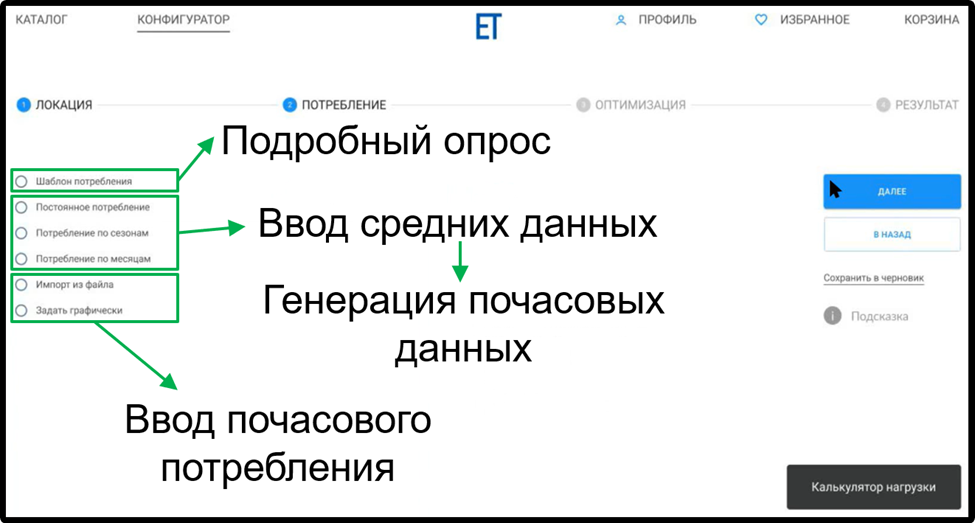 КАТАЛОГ
КОНФИГУРАТОР
ET
ПРОФИЛЬ
ИЗБРАННОЕ
КОРЗИНА
1 ЛОКАЦИЯ
2 ПОТРЕБЛЕНИЕ
3 ОПТИМИЗАЦИЯ
4 РЕЗУЛЬТАТ
Подробный опрос
Шаблон потребления
Постоянное потребление
Потребление по сезонам
Потребление по месяцам
Импорт из файла
Задать графически
Ввод средних данных
Генерация почасовых
данных
Ввод почасового
потребления
ДАЛЕЕ
В НАЗАД
Сохранить в черновик
i Подсказка
Калькулятор нагрузки